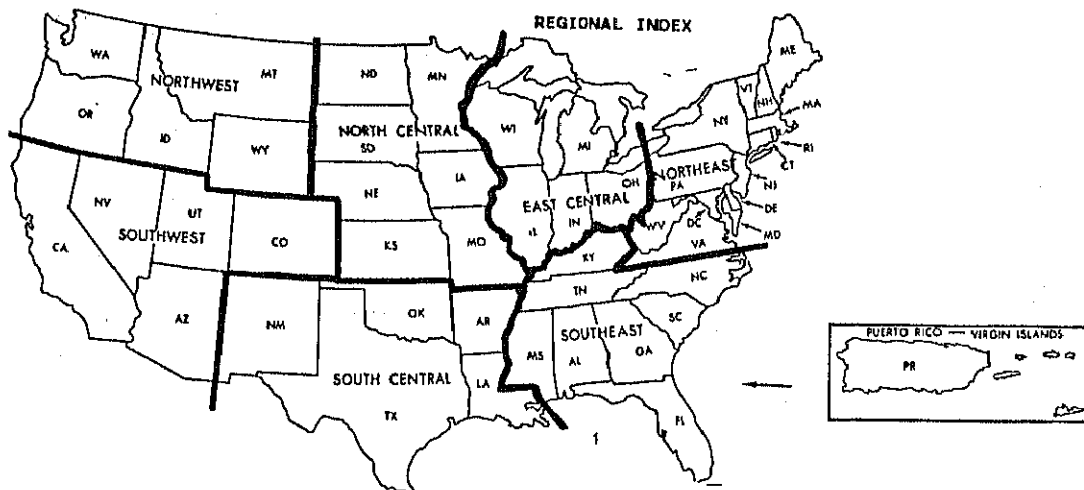 REGIONAL INDEX
WA
MT
ND
MN
ME
NORTHWEST
VT
NH
MA
OR
ID
WY
NORTH CENTRAL
SD
WI
MI
NY
RI
CT
IA
NE
OH
NORTHEAST
PA
NJ
NV
UT
EAST CENTRAL
IL
IN
DE
WV
DC
MD
CA
SOUTHWEST
CO
KS
MO
KY
VA
NC
TN
AZ
NM
OK
AR
SC
SOUTHEAST
MS
AL
GA
SOUTH CENTRAL
LA
TX
FL
PUERTO RICO — VIRGIN ISLANDS
PR
1